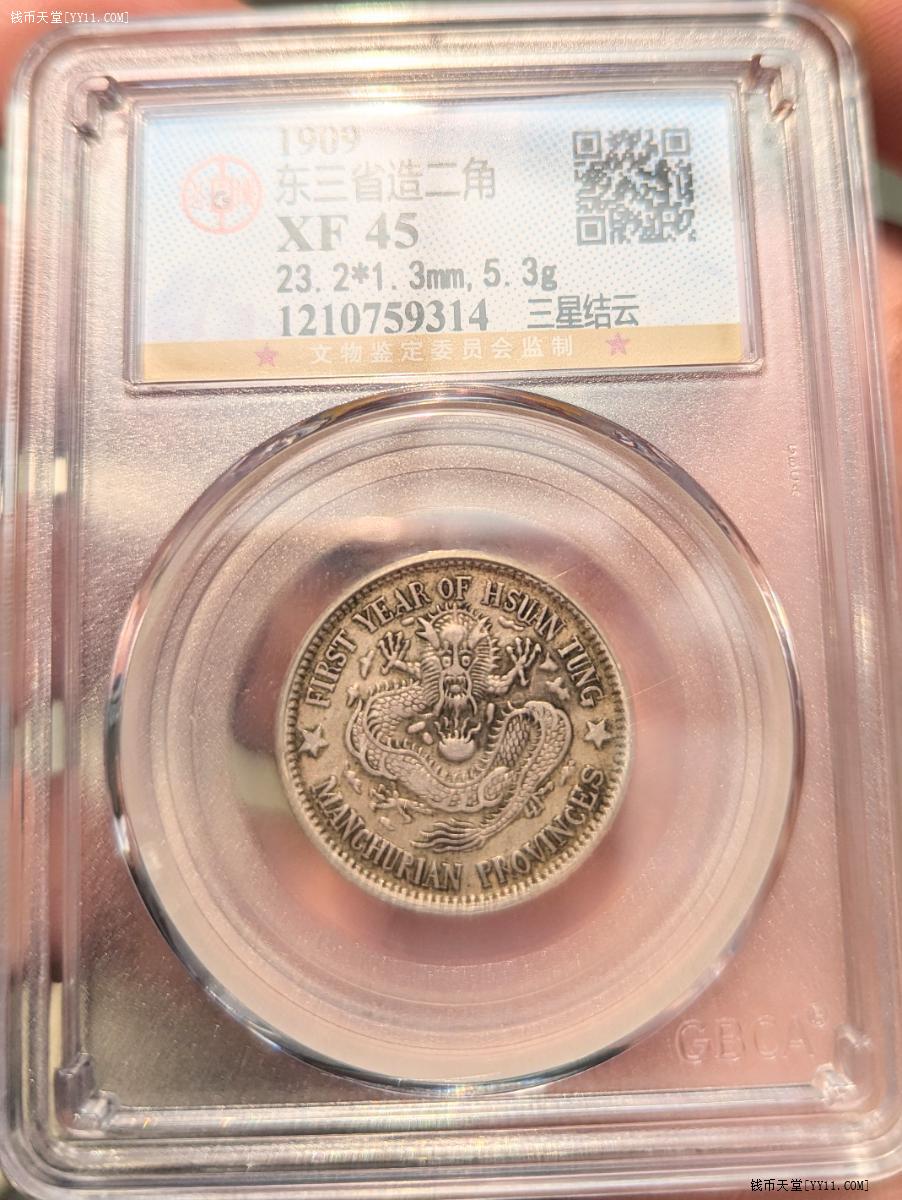 钱币天堂[YY11.COM]
1909
东三省造二角
XF 45
23.2*1.3mm,5.3g
1210759314 三星结云
文物鉴定委员会监制
FIRST YEAR OF HSUAN TUNG
MANCHURIAN PROVINCES
GBCA
钱币天堂[YY11.COM]